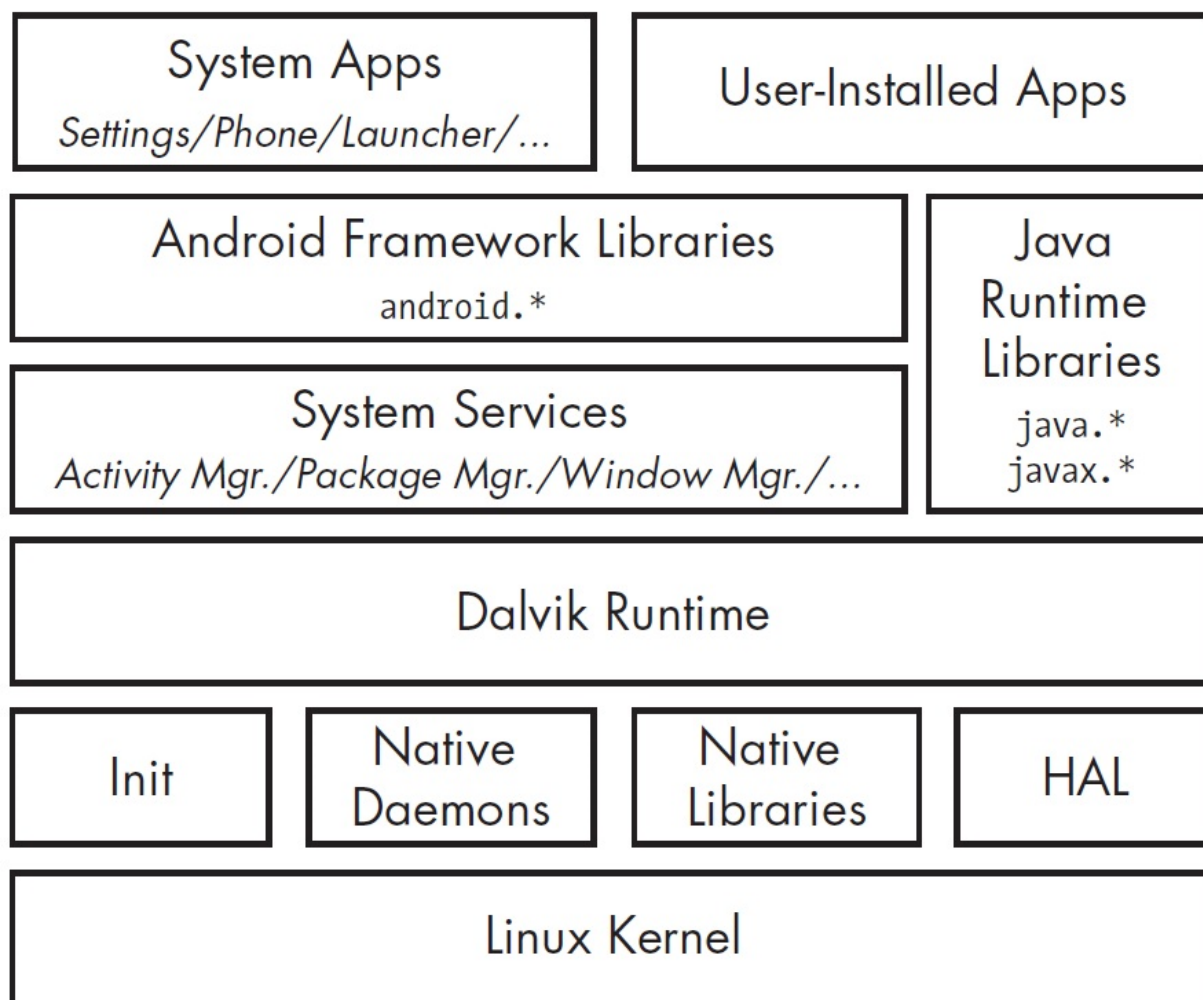 System Apps
Settings/Phone/Launcher/...
User-Installed Apps
Android Framework Libraries
android.*
Java
Runtime
Libraries
java.*
javax.*
System Services
Activity Mgr./Package Mgr./Window Mgr./...
Dalvik Runtime
Init
Native
Daemons
Native
Libraries
HAL
Linux Kernel